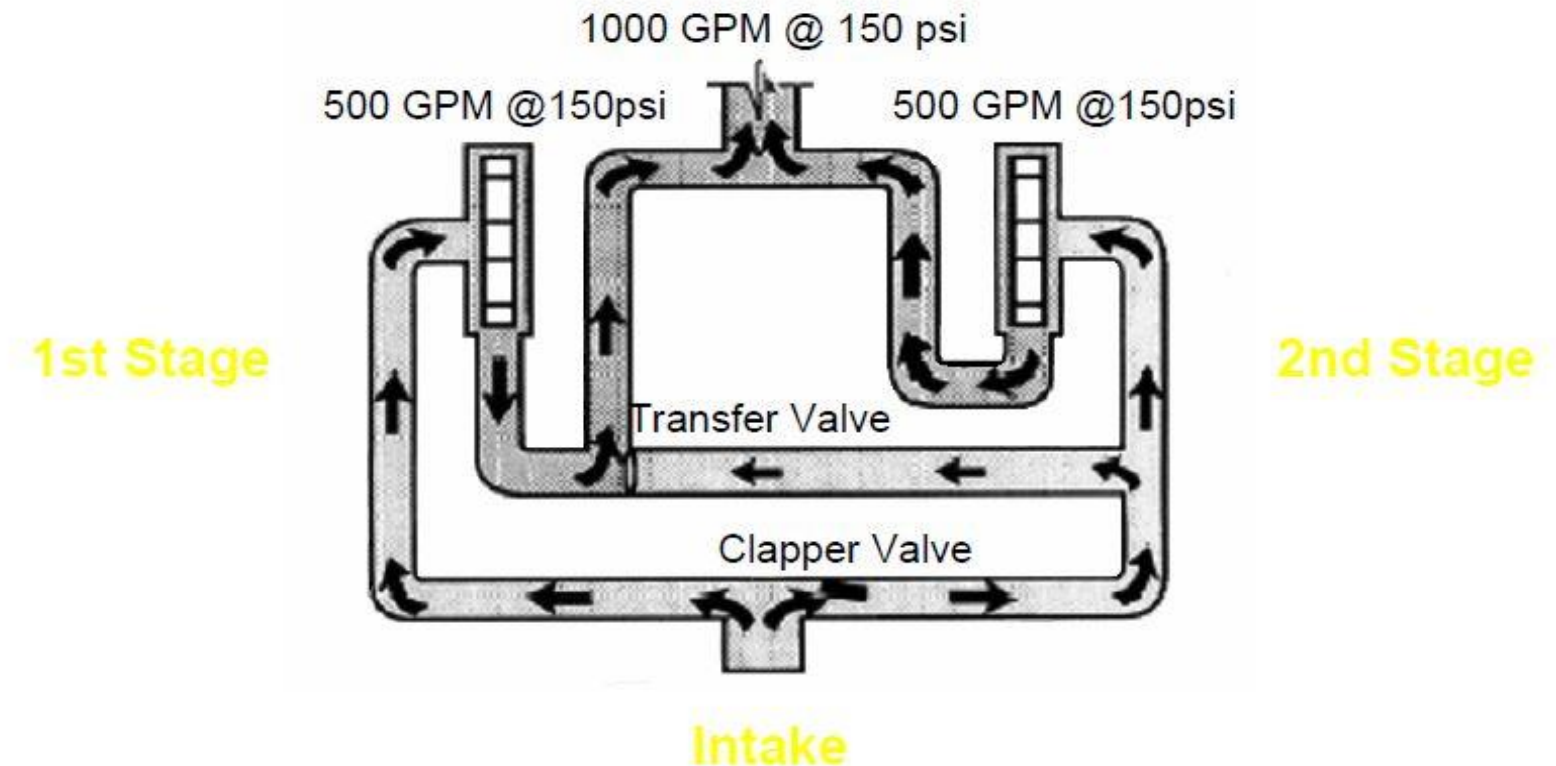 1000 GPM @ 150 psi
500 GPM @150psi
500 GPM @150psi
1st Stage
2nd Stage
Transfer Valve
Clapper Valve
Intake